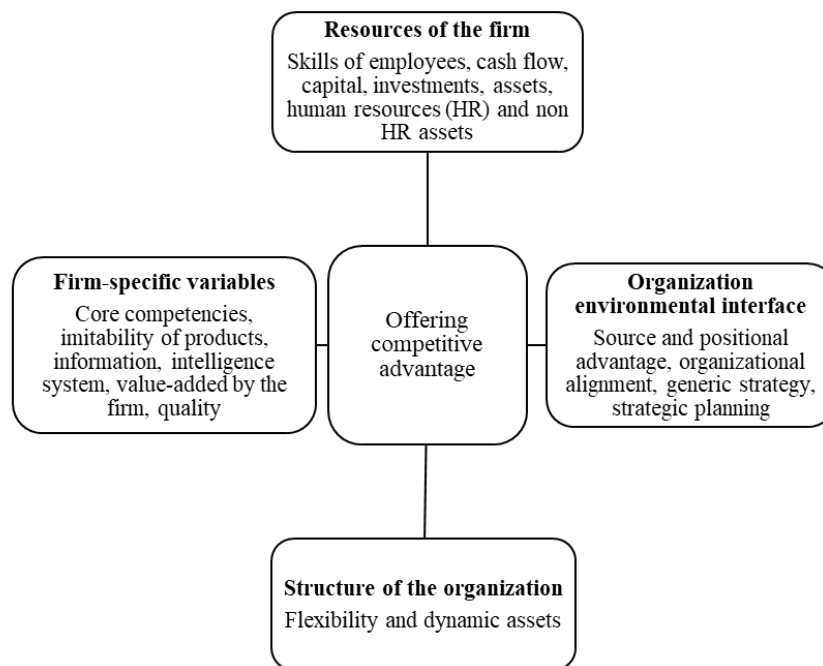 Resources of the firm
Skills of employees, cash flow,
capital, investments, assets,
human resources (HR) and non
HR assets
Firm-specific variables
Core competencies,
imitability of products,
information, intelligence
system, value-added by the
firm, quality
Offering
competitive
advantage
Organization
environmental interface
Source and positional
advantage, organizational
alignment, generic strategy,
strategic planning
Structure of the organization
Flexibility and dynamic assets